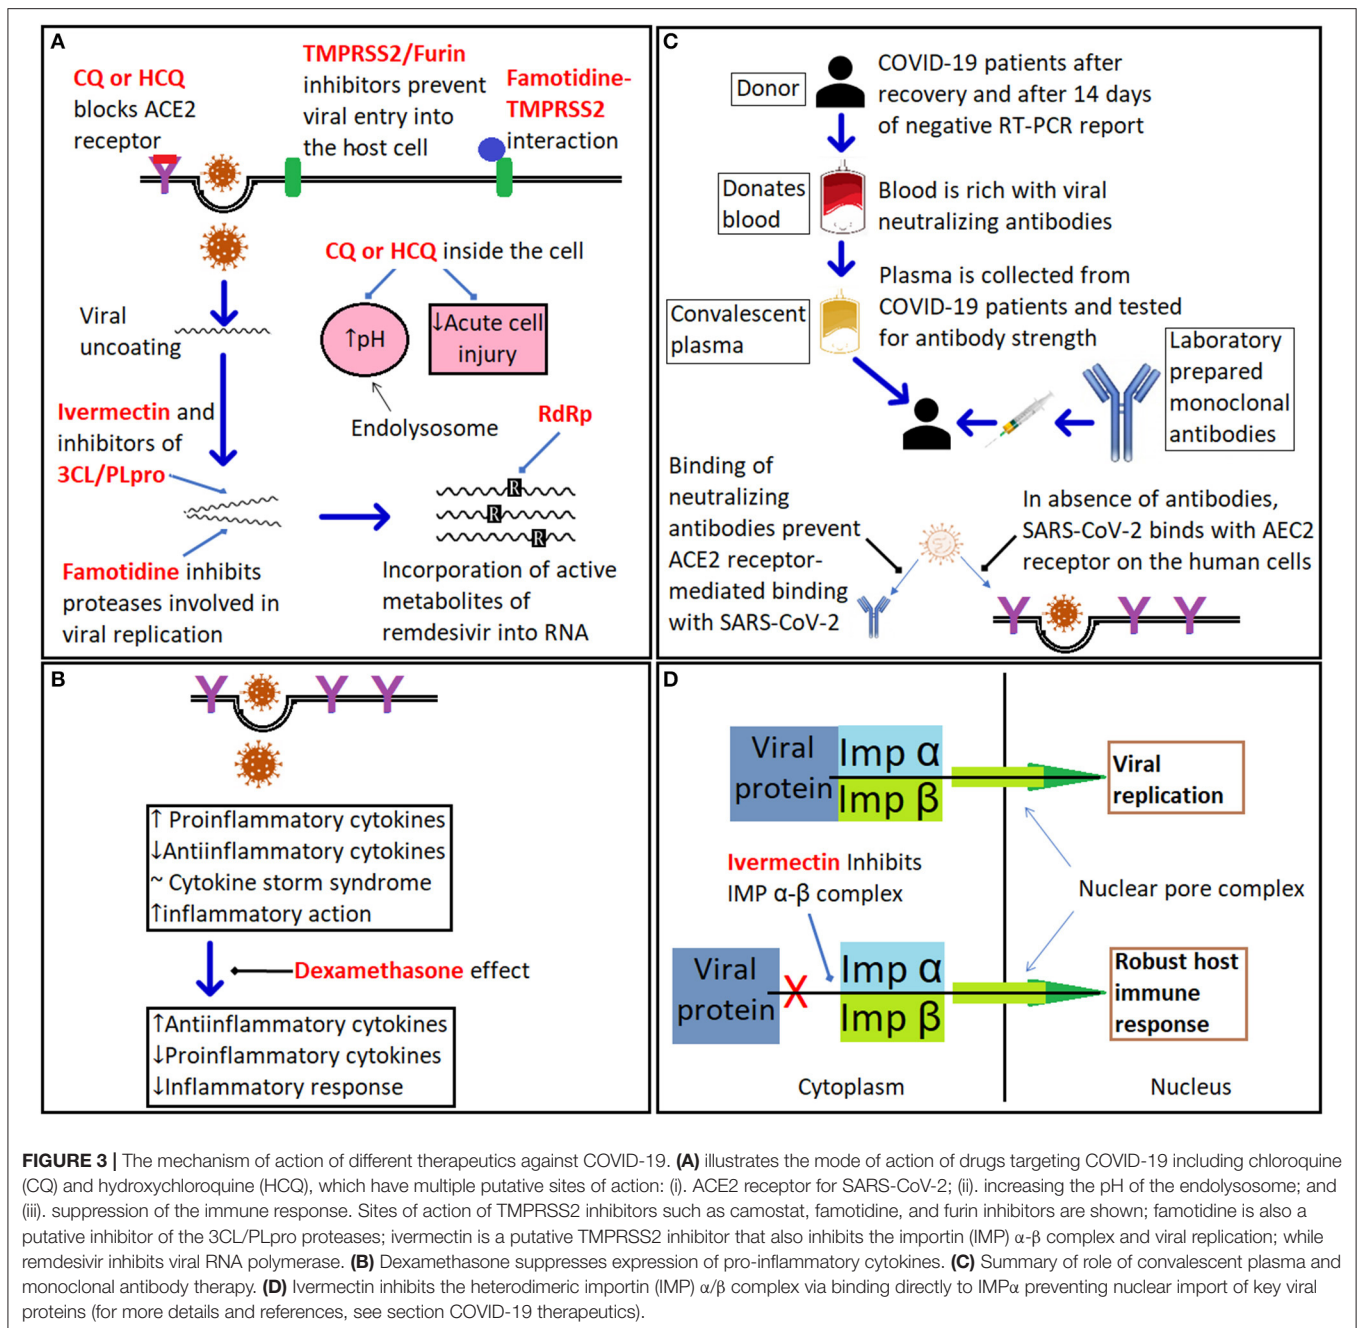 A
CQ or HCQ
blocks ACE2
receptor
TMPRSS2/Furin
inhibitors prevent
viral entry into
the host cell
Famotidine-
TMPRSS2
interaction
CQ or HCQ inside the cell
↑pH
↓Acute cell
injury
Endolysosome
Viral
uncoating
Ivermectin and
inhibitors of
3CL/PLpro
RdRp
R
R
R
Famotidine inhibits
proteases involved in
viral replication
Incorporation of active
metabolites of
remdesivir into RNA
B
↑ Proinflammatory cytokines
↓Antiinflammatory cytokines
~ Cytokine storm syndrome
↑inflammatory action
Dexamethasone effect
↑Antiinflammatory cytokines
↓Proinflammatory cytokines
↓Inflammatory response
C
Donor
COVID-19 patients after
recovery and after 14 days
of negative RT-PCR report
Donates
blood
Blood is rich with viral
neutralizing antibodies
Convalescent
plasma
Plasma is collected from
COVID-19 patients and tested
for antibody strength
Laboratory
prepared
monoclonal
antibodies
Binding of
neutralizing
antibodies prevent
ACE2 receptor-
mediated binding
with SARS-CoV-2
In absence of antibodies,
SARS-CoV-2 binds with AEC2
receptor on the human cells
D
Viral
protein
Imp α
Imp β
Viral
replication
Ivermectin Inhibits
IMP α-β complex
Nuclear pore complex
Viral
protein
X
Imp α
Imp β
Robust host
immune
response
Cytoplasm
Nucleus
FIGURE 3 | The mechanism of action of different therapeutics against COVID-19. (A) illustrates the mode of action of drugs targeting COVID-19 including chloroquine
(CQ) and hydroxychloroquine (HCQ), which have multiple putative sites of action: (i). ACE2 receptor for SARS-CoV-2; (ii). increasing the pH of the endolysosome; and
(iii). suppression of the immune response. Sites of action of TMPRSS2 inhibitors such as camostat, famotidine, and furin inhibitors are shown; famotidine is also a
putative inhibitor of the 3CL/PLpro proteases; ivermectin is a putative TMPRSS2 inhibitor that also inhibits the importin (IMP) α-β complex and viral replication; while
remdesivir inhibits viral RNA polymerase. (B) Dexamethasone suppresses expression of pro-inflammatory cytokines. (C) Summary of role of convalescent plasma and
monoclonal antibody therapy. (D) Ivermectin inhibits the heterodimeric importin (IMP) α/β complex via binding directly to IMPα preventing nuclear import of key viral
proteins (for more details and references, see section COVID-19 therapeutics).